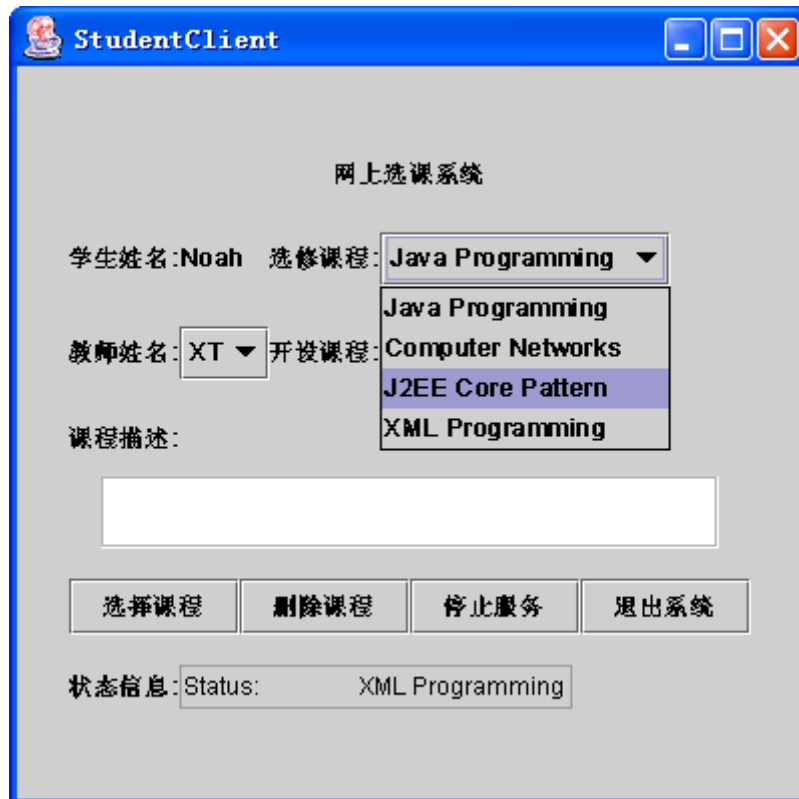 StudentClient
网上选课系统
学生姓名:Noah 选修课程: Java Programming
Java Programming
教师姓名: XT 开设课程: Computer Networks
J2EE Core Pattern
课程描述: XML Programming
选择课程 删除课程 停止服务 退出系统
状态信息: Status: XML Programming